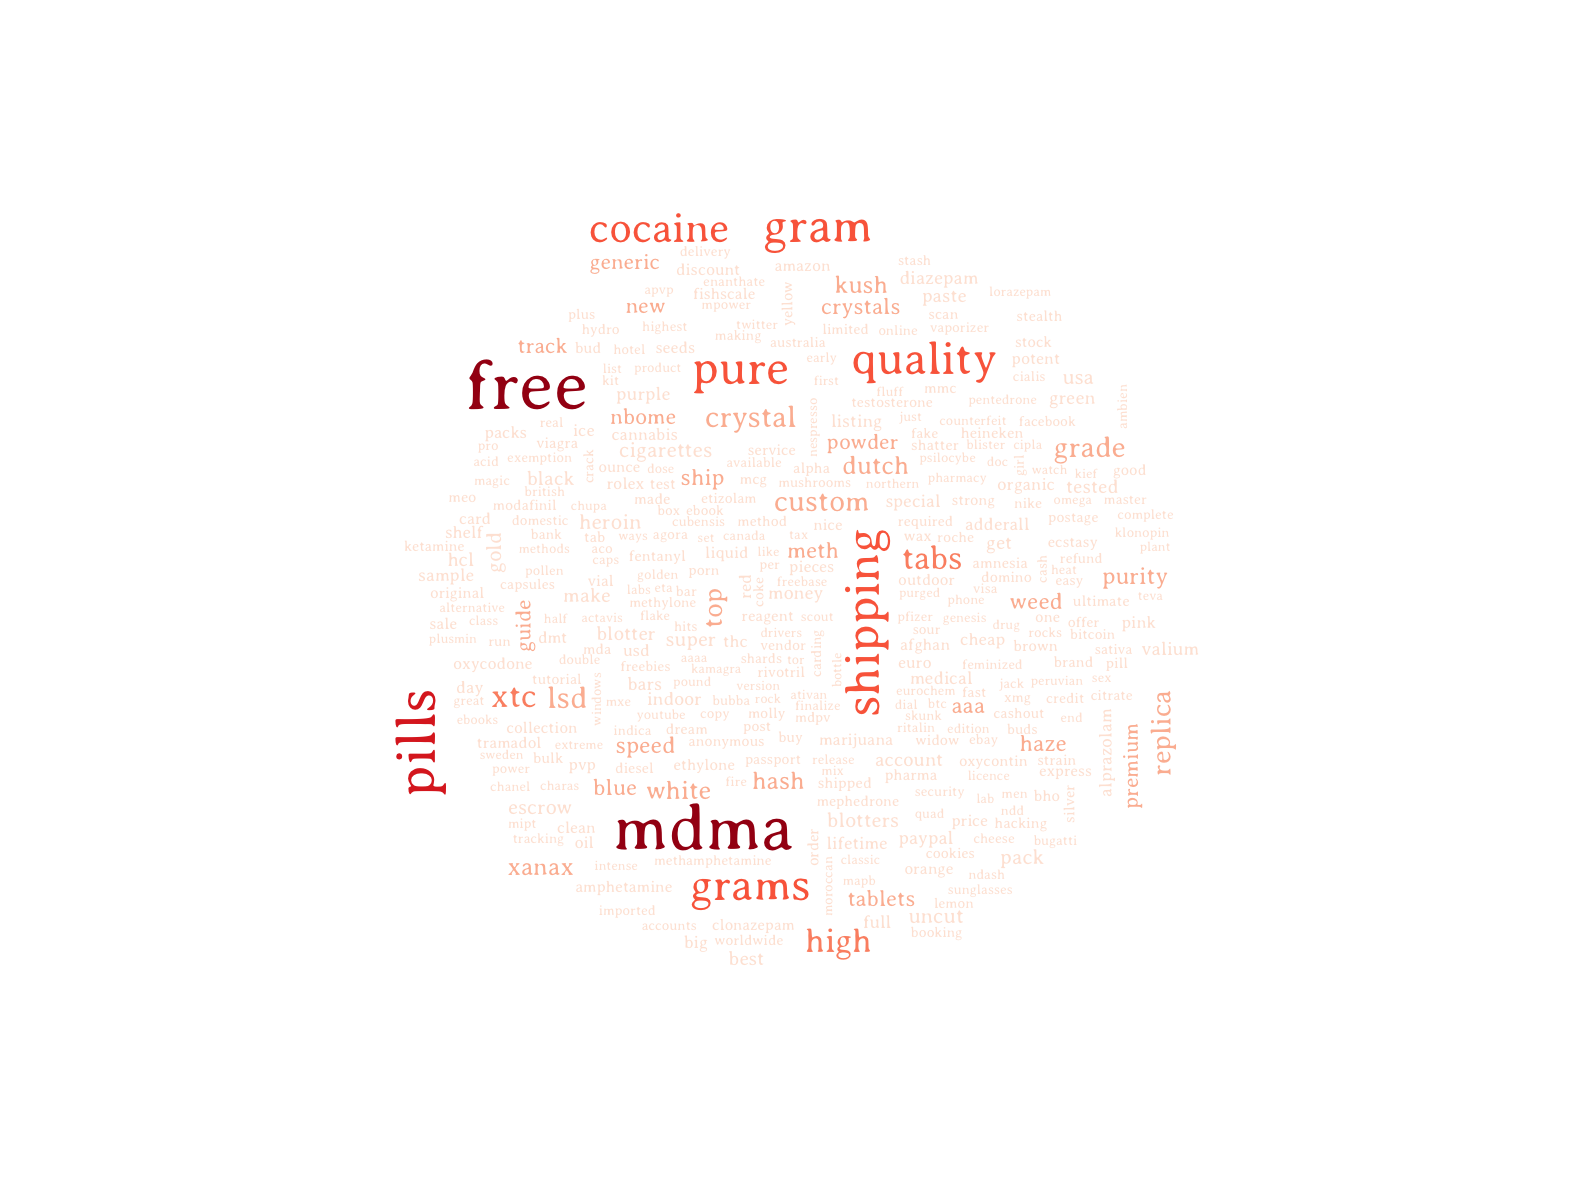 cocaine gram
delivery
generic discount amazon stash
enanthate kush diazepam
apvp fishscale yellow paste lorazepam
new mpower crystals
plus scan stealth
hydro highest twitter limited online vaporizer
making
track bud hotel seeds australia stock
free list product pure early quality potent
kit first cialis usa
purple fluff mmc
testosterone pentedrone green ambien
nbome crystal nespresso listing just counterfeit facebook
real
packs ice cannabis powder fake heineken
pro viagra cigarettes service shatter blister cipla grade
acid exemption crack ounce dose available alpha dutch psilocybe doc girl watch kief good
magic black rolex test ship mcg mushrooms northern pharmacy organic tested
british
meo modafinil chupa made etizolam custom special strong nike omega master
box ebook
card domestic heroin cubensis method nice required adderall postage complete
shelf bank tab ways agora set canada tax shipping wax roche get klonopin
ketamine gold methods aco fentanyl liquid like meth tabs ecstasy plant
hcl caps per pieces amnesia cash refund
sample pollen vial golden porn red coke freebase outdoor domino heat purity
original capsules make labs eta bar money purged visa easy
methylone top phone weed ultimate teva
alternative half actavis flake reagent scout pfizer genesis one offer
sale class guide hits sour drug pink
plusmin run dmt blotter super thc drivers carding afghan cheap rocks bitcoin
mda usd vendor brown sativa valium
oxycodone double freebies aaaa shards tor bottle euro feminized brand pill
kamagra rivotril
tutorial windows bars pound version medical jack peruvian sex
day xtc lsd mxe indoor bubba rock ativan eurochem fast xmg credit citrate replica
great molly finalize dial btc aaa
pills ebooks youtube copy mdpv skunk cashout end
collection indica dream post ritalin edition buds alprazolam
tramadol extreme speed anonymous buy marijuana widow ebay haze premium
sweden bulk passport release account oxycontin strain
power pvp diesel ethylone mix pharma licence express
chanel charas blue white fire hash shipped security
lab men bho silver
escrow mephedrone quad ndd
mipt clean mdma blotters price hacking
tracking oil order lifetime paypal cheese bugatti
methamphetamine classic cookies pack
xanax intense moroccan orange
amphetamine grams mapb ndash
tablets sunglasses
imported lemon
accounts clonazepam full uncut
big worldwide high booking
best